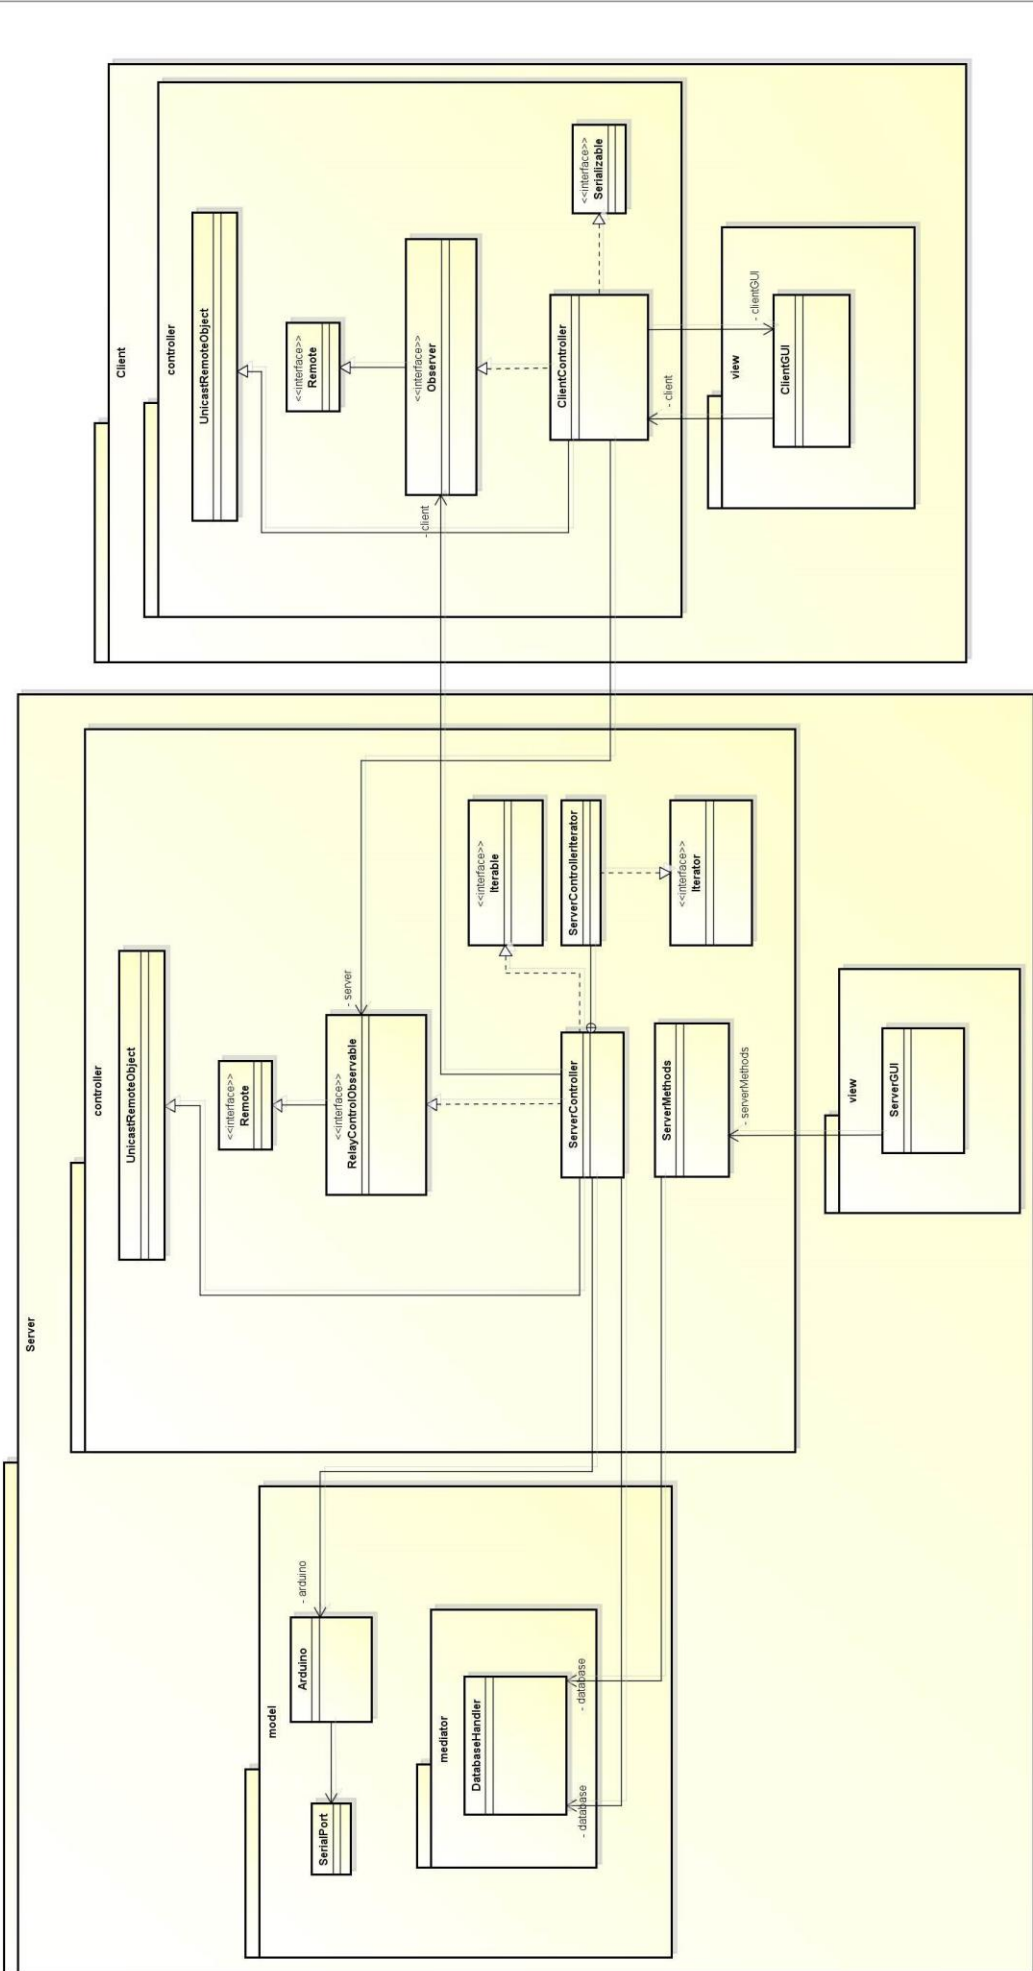 Server
model
SerialPort
Arduino
- arduino
mediator
DatabaseHandler
- database
- database
controller
UnicastRemoteObject
<<interface>>
Remote
<<interface>>
RelayControlObservable
- server
ServerController
<<interface>>
Iterable
ServerControllerIterator
<<interface>>
Iterator
ServerMethods
- serverMethods
view
ServerGUI
Client
controller
UnicastRemoteObject
<<interface>>
Remote
<<interface>>
Observer
- client
ClientController
<<interface>>
Serializable
- client
- clientGUI
view
ClientGUI